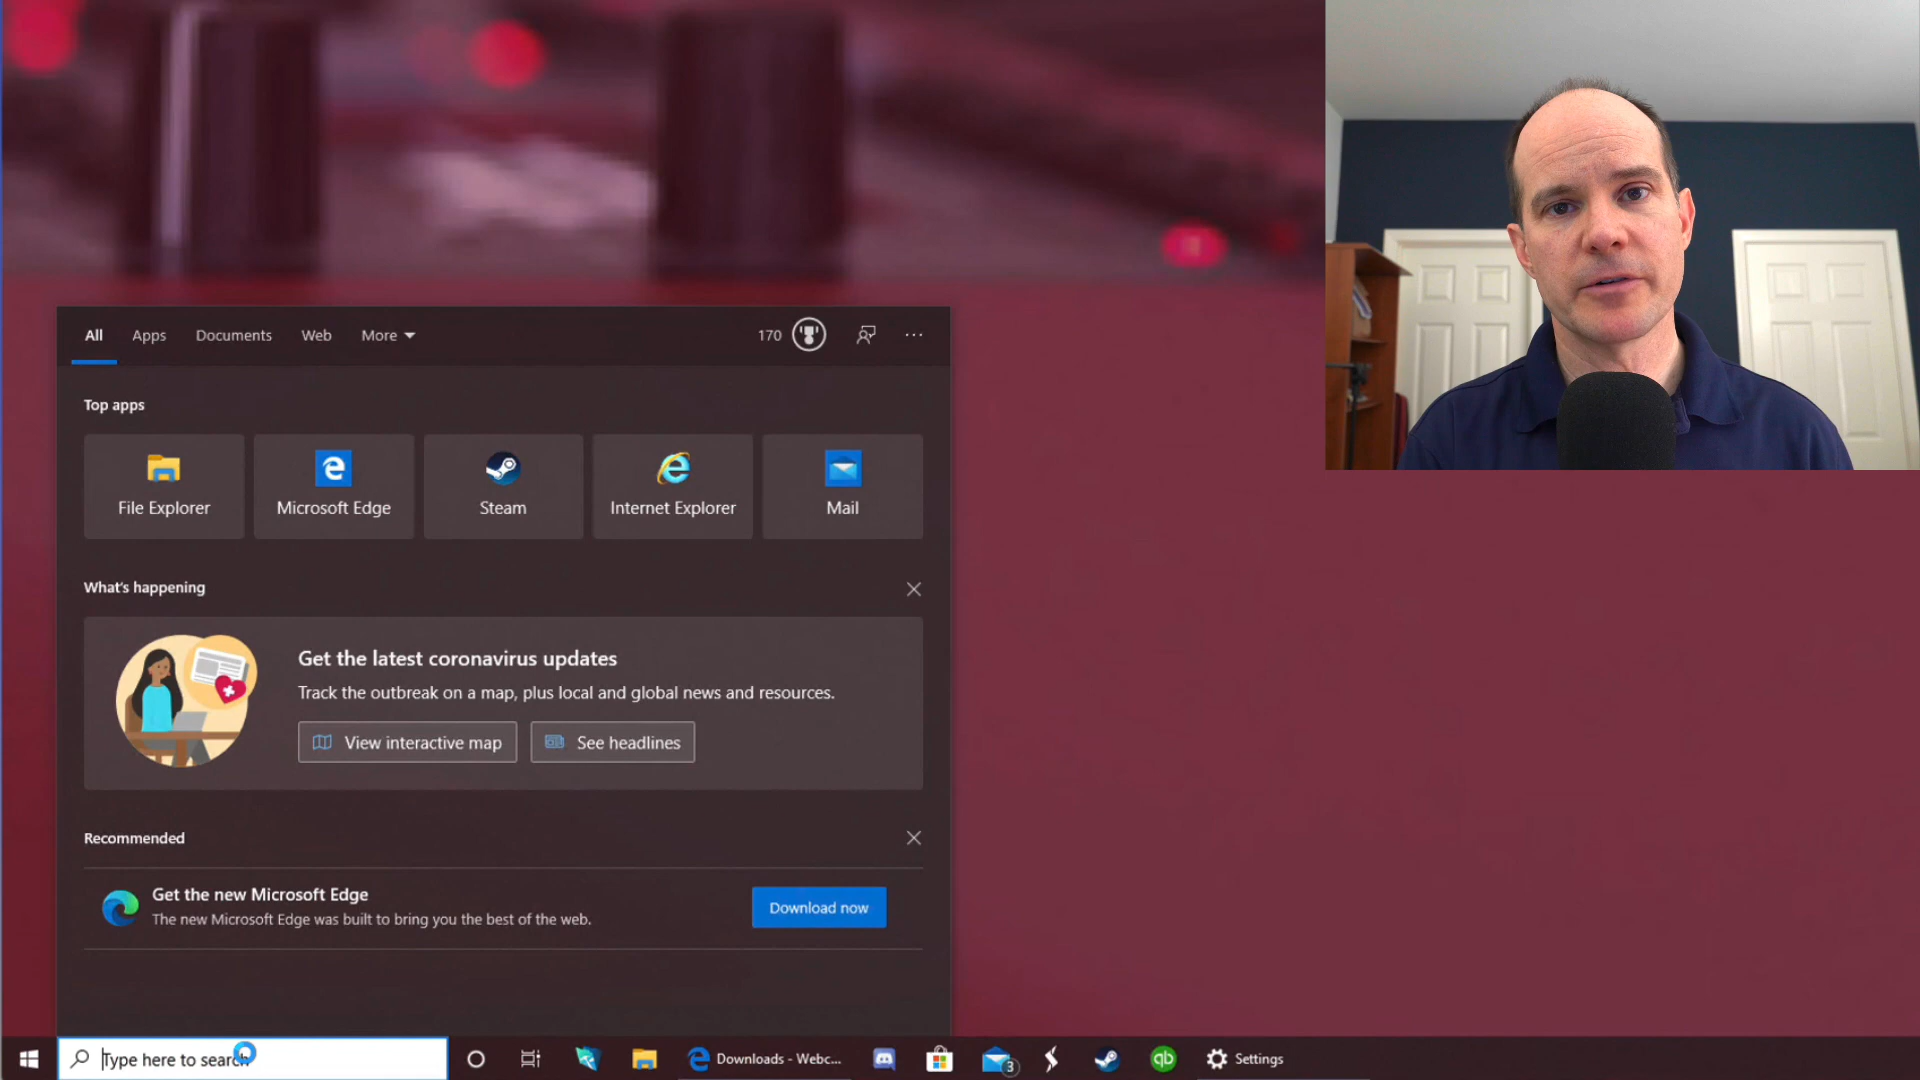 All Apps Documents Web More 170
Top apps
File Explorer Microsoft Edge Steam Internet Explorer Mail
What's happening
Get the latest coronavirus updates
Track the outbreak on a map, plus local and global news and resources.
View interactive map See headlines
Recommended
Get the new Microsoft Edge
The new Microsoft Edge was built to bring you the best of the web.
Download now
Type here to search Downloads - Webc... 3 qb Settings